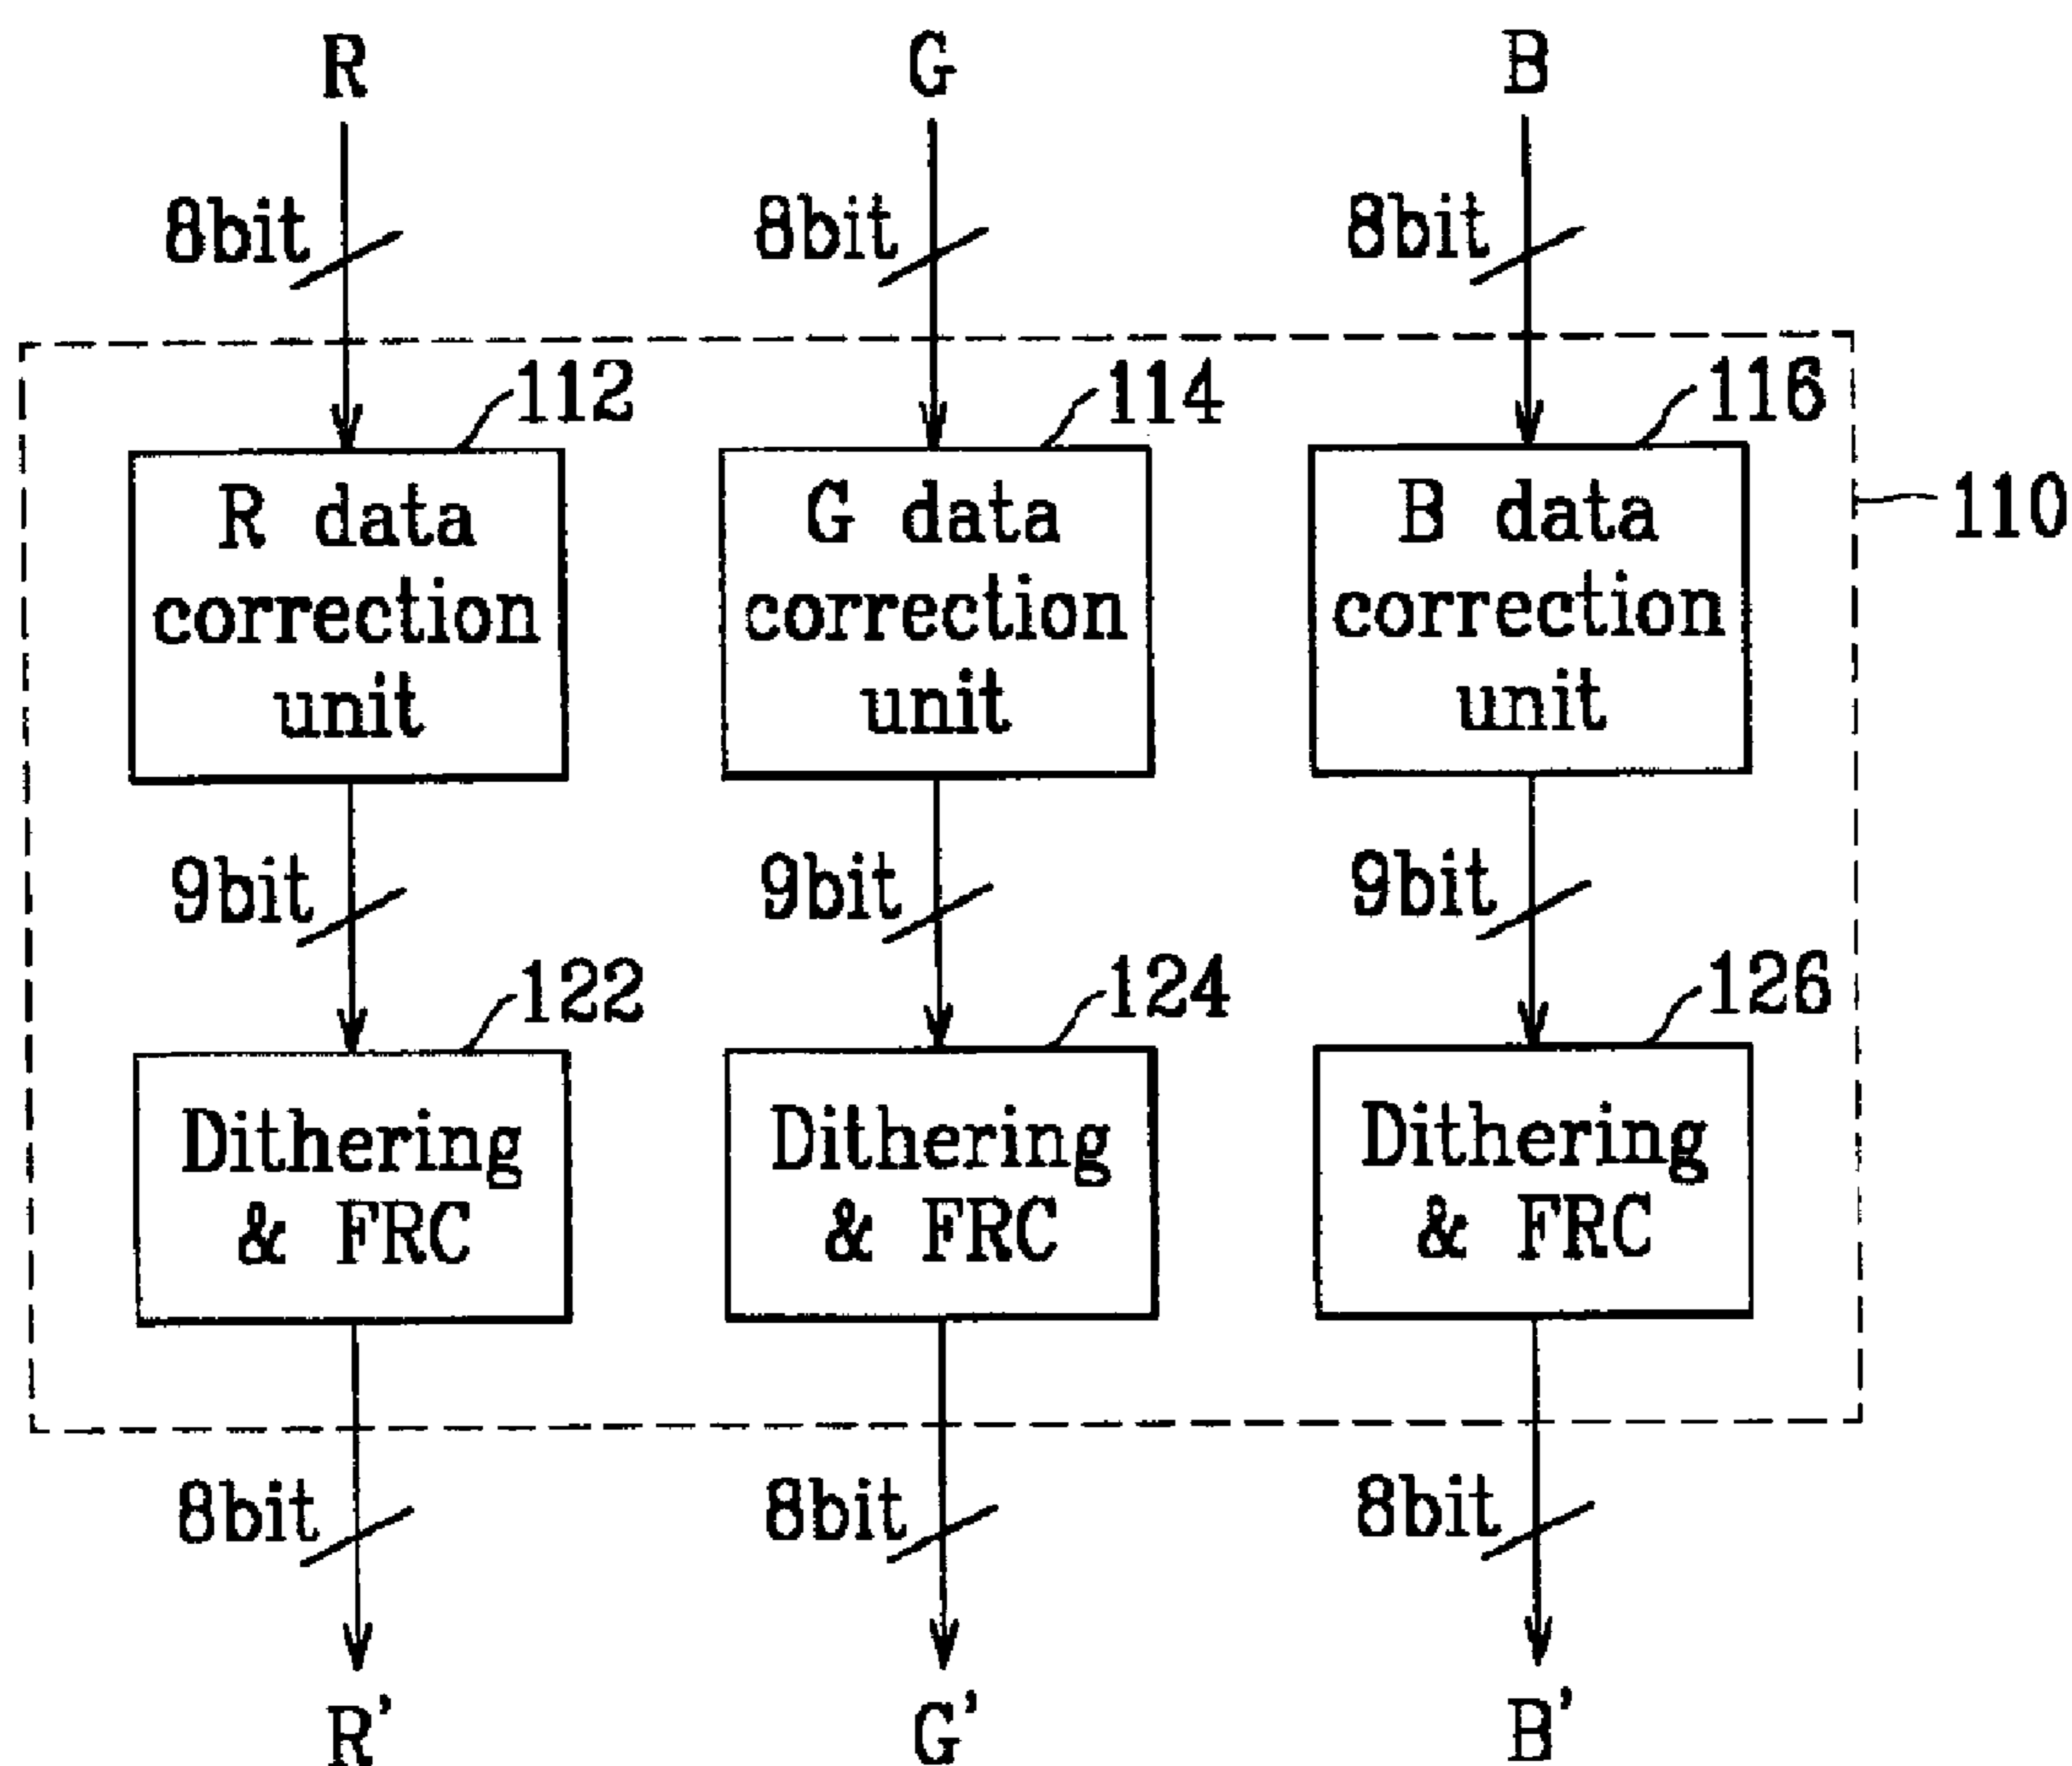 R G B
8bit 8bit 8bit
112 114 116
R data G data B data 110
correction correction correction
unit unit unit
9bit 9bit 9bit
122 124 126
Dithering Dithering Dithering
& FRC & FRC & FRC
8bit 8bit 8bit
R' G' B'